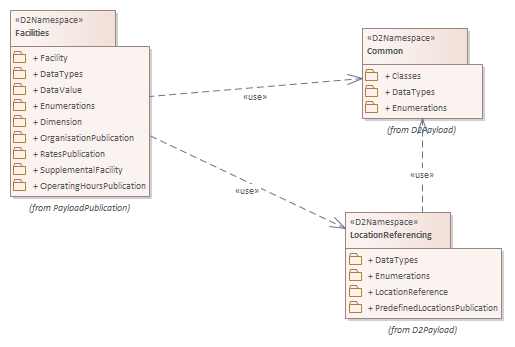 «D2Namespace»
Facilities
+ Facility
+ DataTypes
+ DataValue
+ Enumerations
+ Dimension
+ OrganisationPublication
+ RatesPublication
+ SupplementalFacility
+ OperatingHoursPublication
(from PayloadPublication)
«use»
«D2Namespace»
Common
+ Classes
+ DataTypes
+ Enumerations
(from D2Payload)
«use»
«use»
«D2Namespace»
LocationReferencing
+ DataTypes
+ Enumerations
+ LocationReference
+ PredefinedLocationsPublication
(from D2Payload)